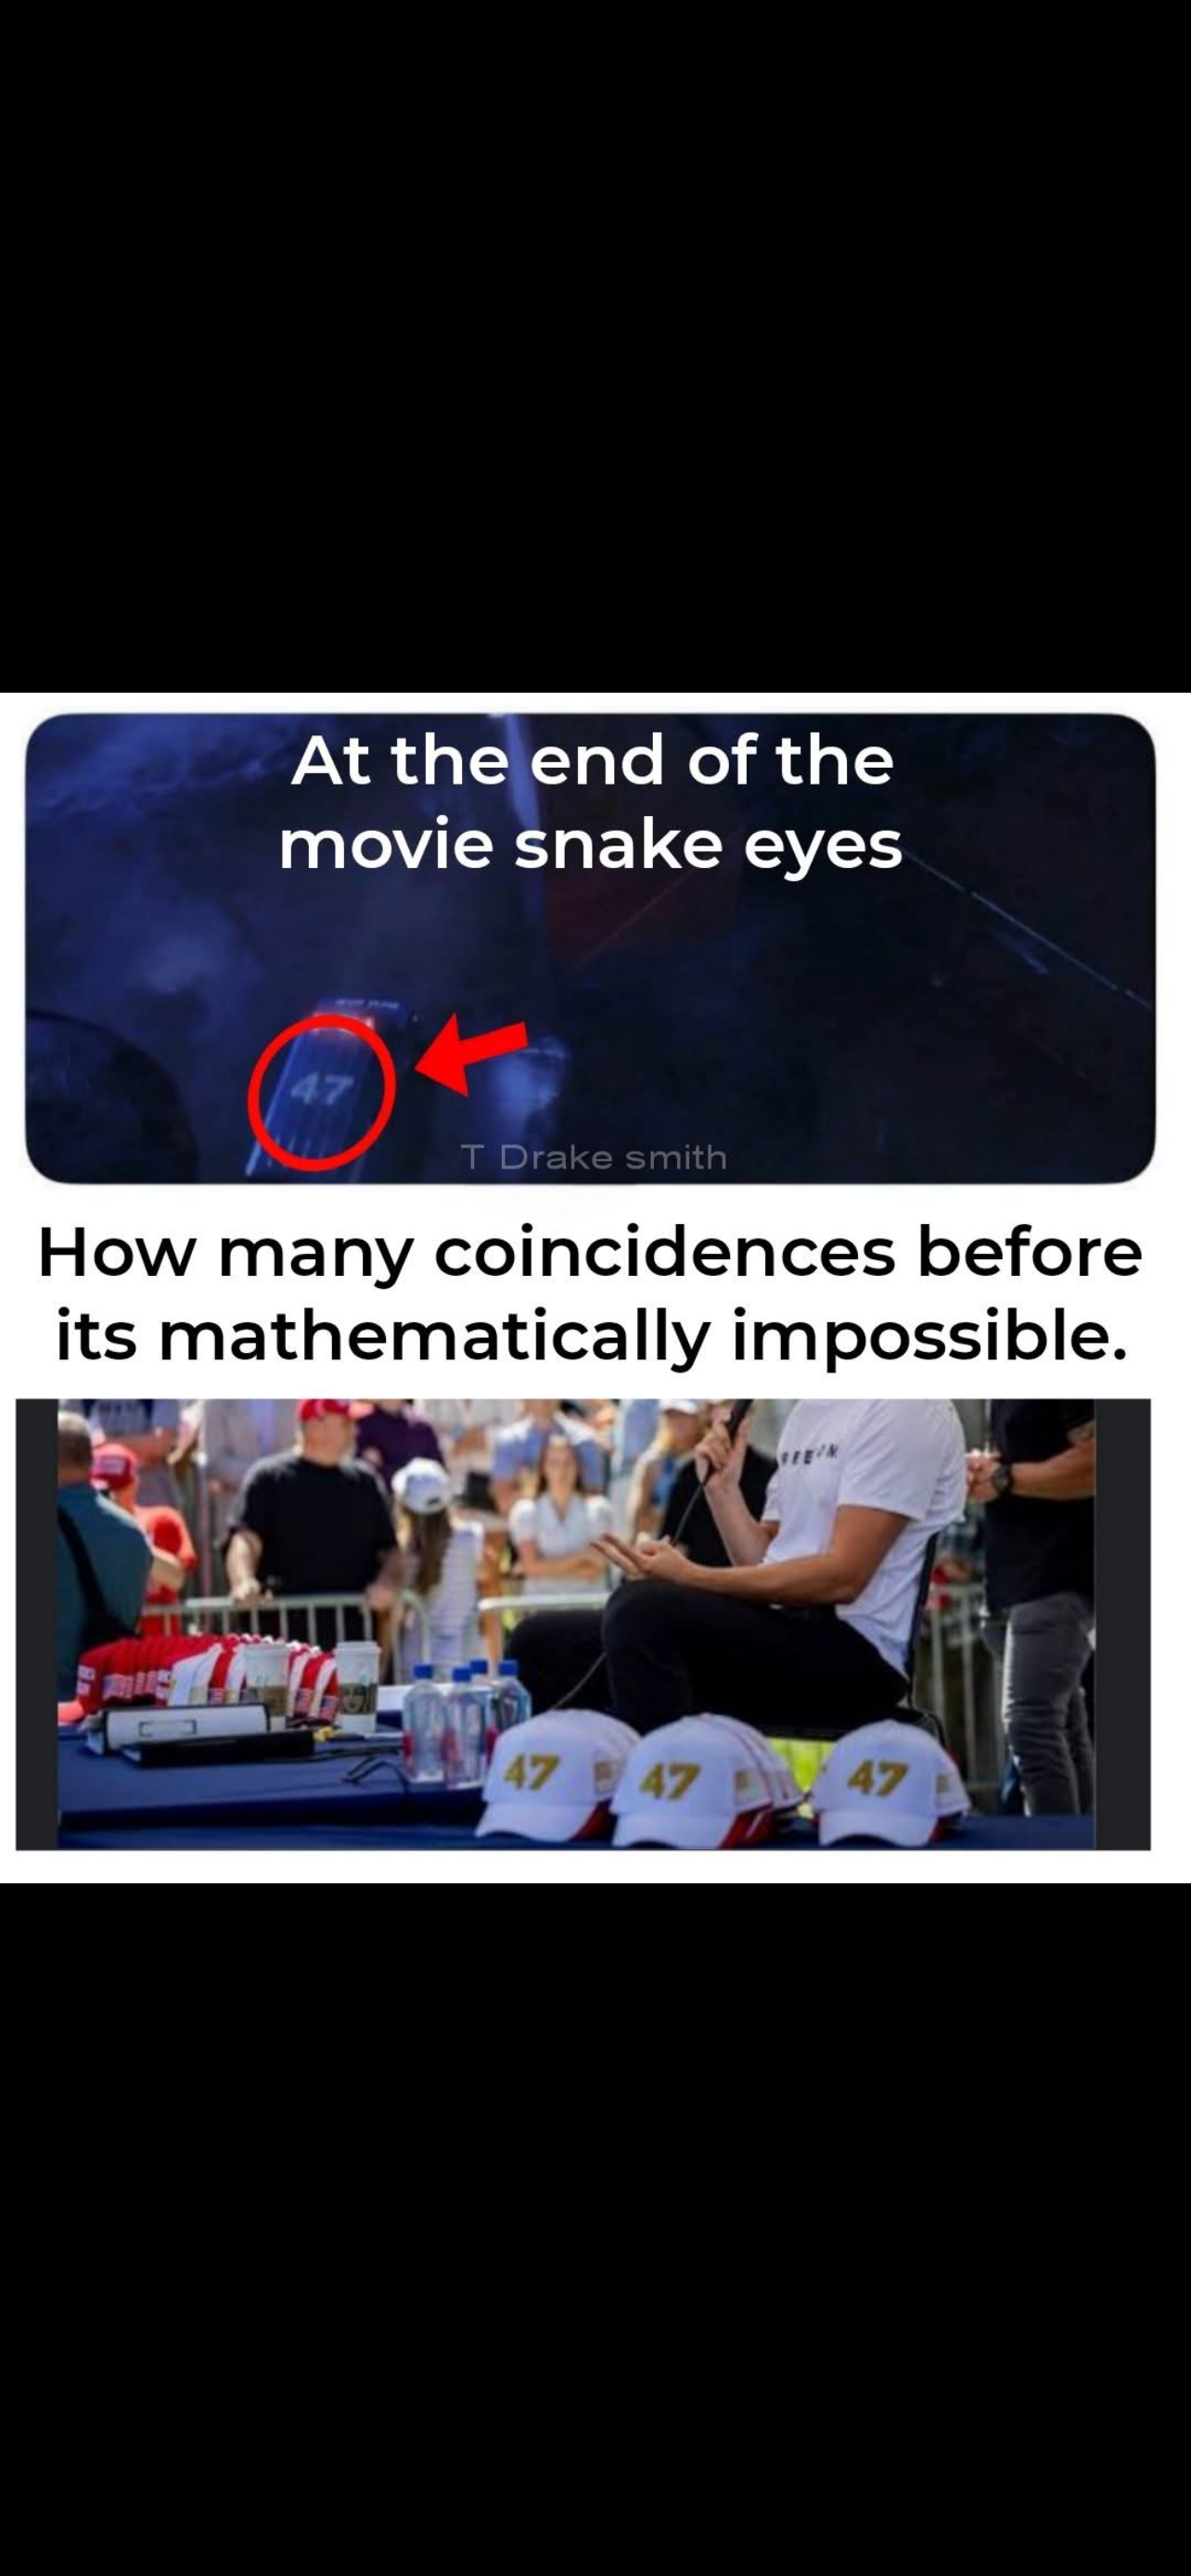 At the end of the
movie snake eyes
47
T Drake smith
How many coincidences before
its mathematically impossible.
47
47
47